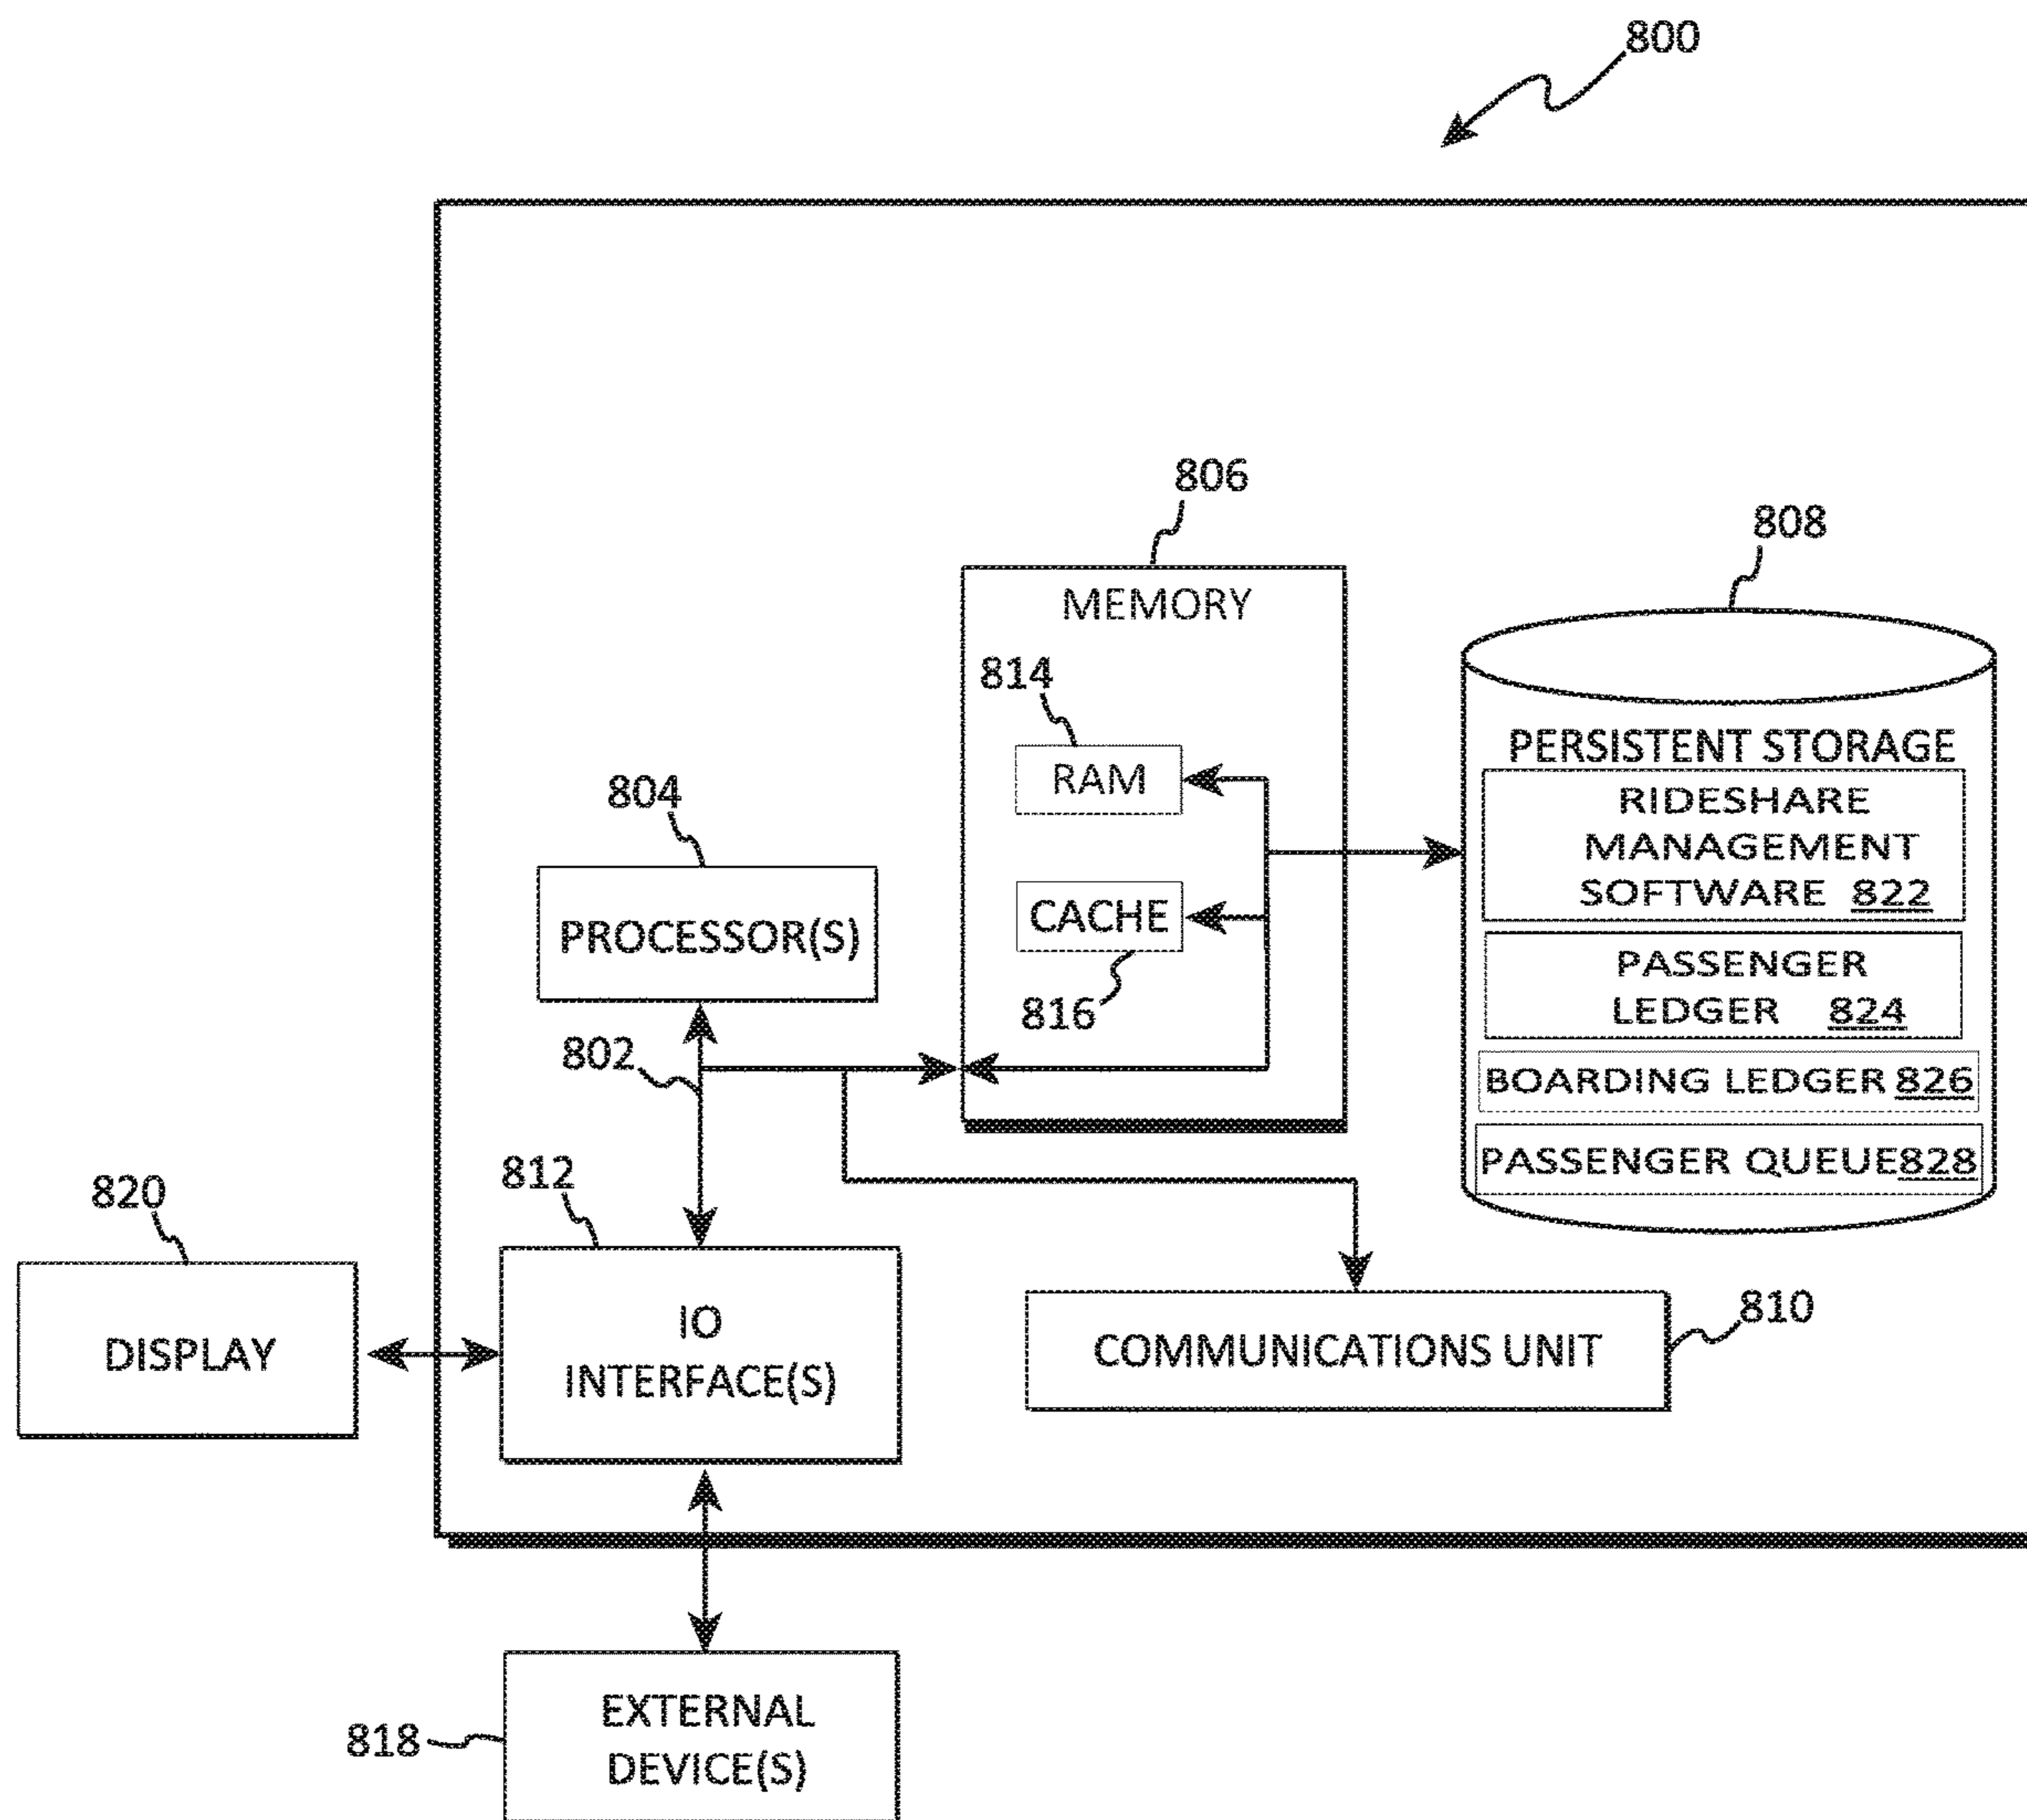 800
806
808
MEMORY
814
PERSISTENT STORAGE
RAM
804
RIDESHARE
MANAGEMENT
SOFTWARE 822
CACHE
PROCESSOR(S)
PASSENGER
LEDGER 824
816
802
BOARDING LEDGER 826
812
PASSENGER QUEUE828
820
810
IO
INTERFACE(S)
DISPLAY
COMMUNICATIONS UNIT
EXTERNAL
DEVICE(S)
818